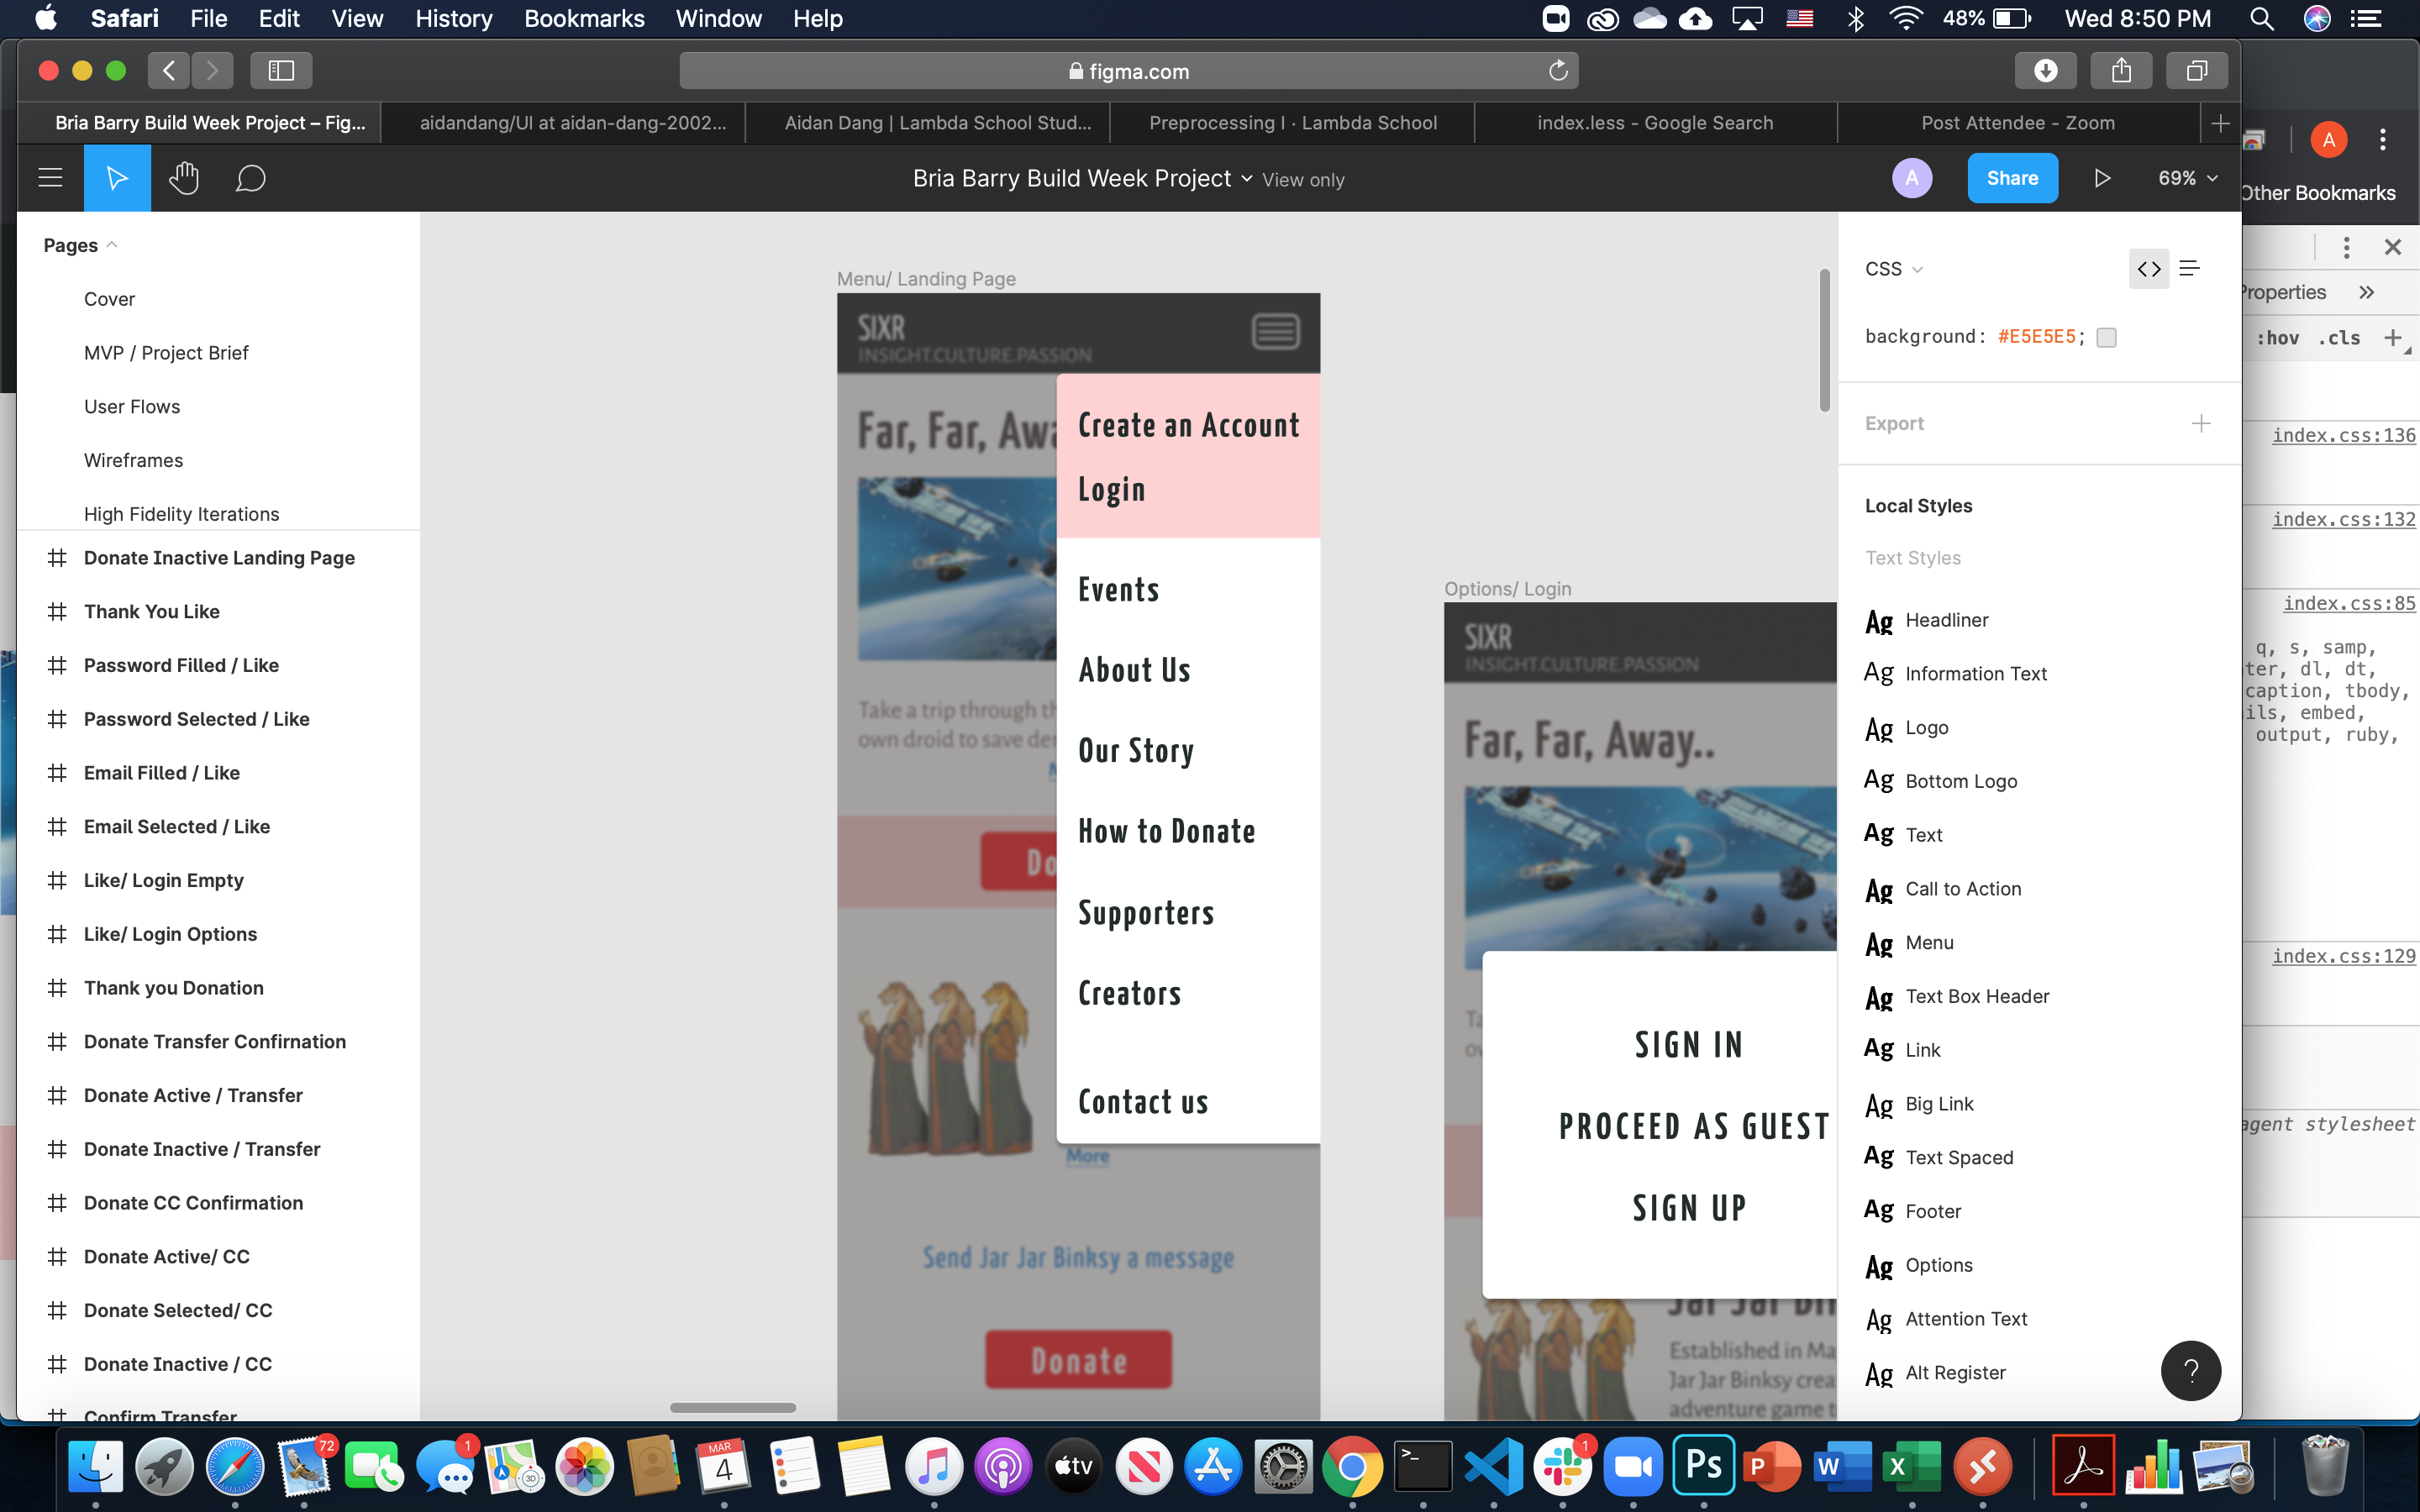 Safari File Edit View History Bookmarks Window Help 48% Wed 8:50 PM
figma.com
Bria Barry Build Week Project – Fig...
aidandang/UI at aidan-dang-2002...
Aidan Dang | Lambda School Stud...
Preprocessing I · Lambda School
index.less - Google Search
Post Attendee - Zoom
A
Bria Barry Build Week Project View only
A
Share
69%
Other Bookmarks
Pages
Cover
MVP / Project Brief
User Flows
Wireframes
High Fidelity Iterations
Donate Inactive Landing Page
Thank You Like
Password Filled / Like
Password Selected / Like
Email Filled / Like
Email Selected / Like
Like/ Login Empty
Like/ Login Options
Thank you Donation
Donate Transfer Confirnation
Donate Active / Transfer
Donate Inactive / Transfer
Donate CC Confirmation
Donate Active/ CC
Donate Selected/ CC
Donate Inactive / CC
Confirm Transfer
Menu/ Landing Page
SIXR
INSIGHT.CULTURE.PASSION
Far, Far, Awa
Create an Account
Login
Events
About Us
Our Story
How to Donate
Supporters
Creators
Contact us
Take a trip through th
own droid to save der
Do
More
Send Jar Jar Binksy a message
Donate
Options/ Login
SIXR
INSIGHT.CULTURE.PASSION
Far, Far, Away..
Ta
SIGN IN
PROCEED AS GUEST
SIGN UP
Jar Jar Bin
Established in Ma
Jar Jar Binksy crea
adventure game t
CSS
background: #E5E5E5;
Export
Local Styles
Text Styles
Ag Headliner
Ag Information Text
Ag Logo
Ag Bottom Logo
Ag Text
Ag Call to Action
Ag Menu
Ag Text Box Header
Ag Link
Ag Big Link
Ag Text Spaced
Ag Footer
Ag Options
Ag Attention Text
Ag Alt Register
?
Properties
:hov .cls
index.css:136
index.css:132
index.css:85
q, s, samp,
ter, dl, dt,
caption, tbody,
ils, embed,
output, ruby,
index.css:129
agent stylesheet
72
1
3D
MAR
4
tv
>_
1
Ps
P
W
X